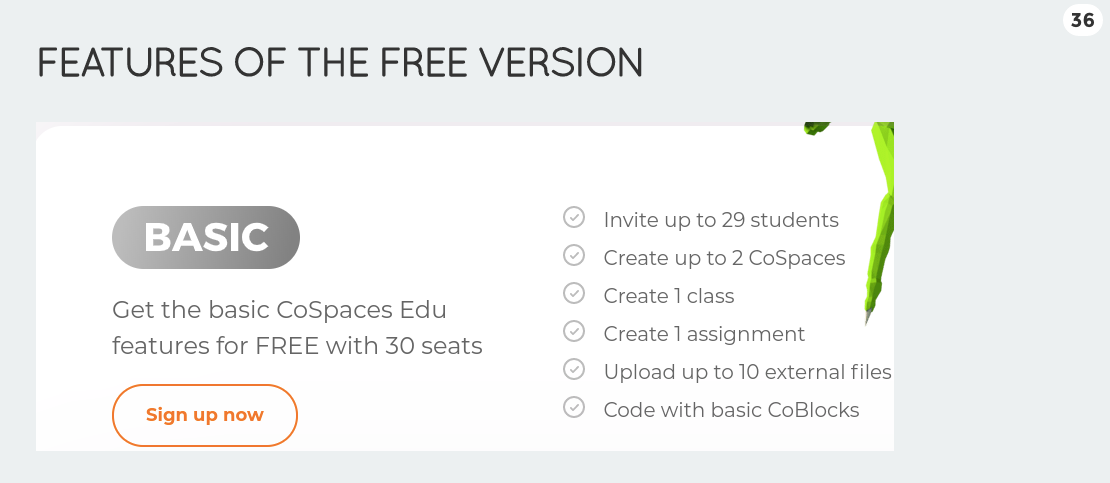 36
FEATURES OF THE FREE VERSION
BASIC
Get the basic CoSpaces Edu
features for FREE with 30 seats
Sign up now
Invite up to 29 students
Create up to 2 CoSpaces
Create 1 class
Create 1 assignment
Upload up to 10 external files
Code with basic CoBlocks